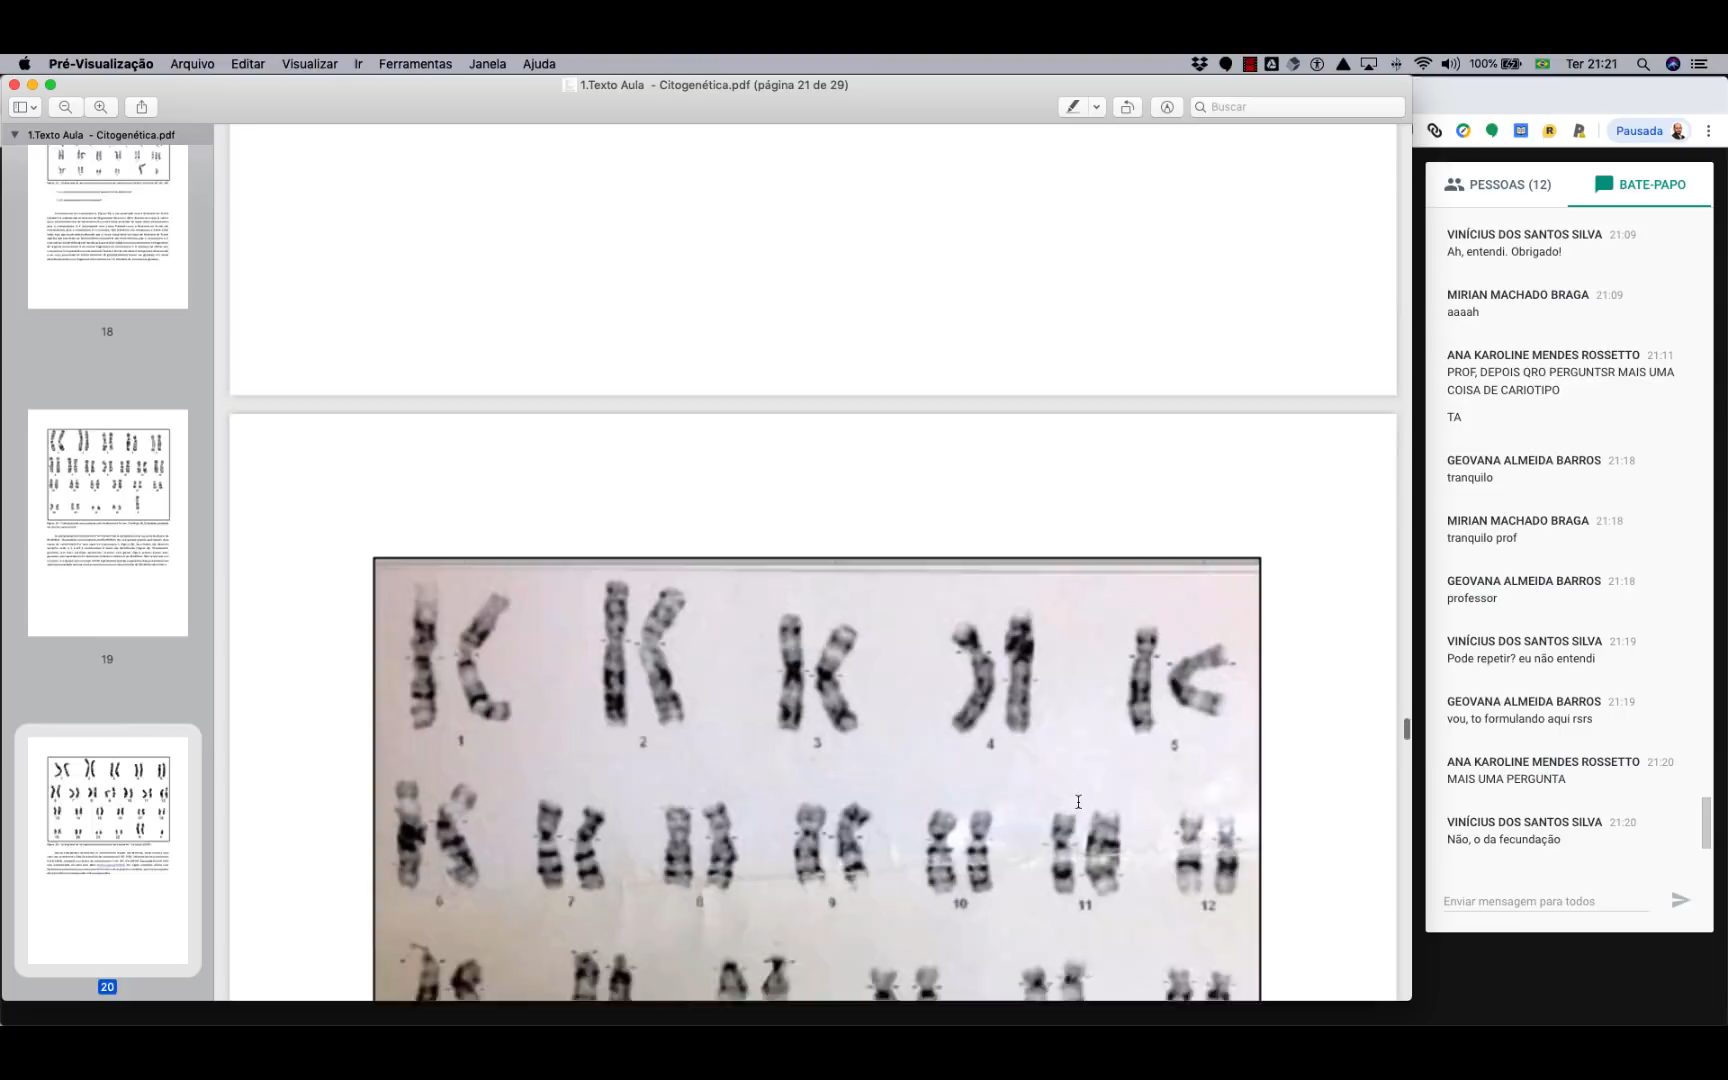 Pré-Visualização Arquivo Editar Visualizar Ir Ferramentas Janela Ajuda
100% Ter 21:21
1.Texto Aula - Citogenética.pdf (página 21 de 29)
Buscar
1.Texto Aula - Citogenética.pdf
18
19
20
1 2 3 4 5
6 7 8 9 10 11 12
Pausada
PESSOAS (12) BATE-PAPO
VINÍCIUS DOS SANTOS SILVA 21:09
Ah, entendi. Obrigado!
MIRIAN MACHADO BRAGA 21:09
aaaah
ANA KAROLINE MENDES ROSSETTO 21:11
PROF, DEPOIS QRO PERGUNTSR MAIS UMA
COISA DE CARIOTIPO
TA
GEOVANA ALMEIDA BARROS 21:18
tranquilo
MIRIAN MACHADO BRAGA 21:18
tranquilo prof
GEOVANA ALMEIDA BARROS 21:18
professor
VINÍCIUS DOS SANTOS SILVA 21:19
Pode repetir? eu não entendi
GEOVANA ALMEIDA BARROS 21:19
vou, to formulando aqui rsrs
ANA KAROLINE MENDES ROSSETTO 21:20
MAIS UMA PERGUNTA
VINÍCIUS DOS SANTOS SILVA 21:20
Não, o da fecundação
Enviar mensagem para todos